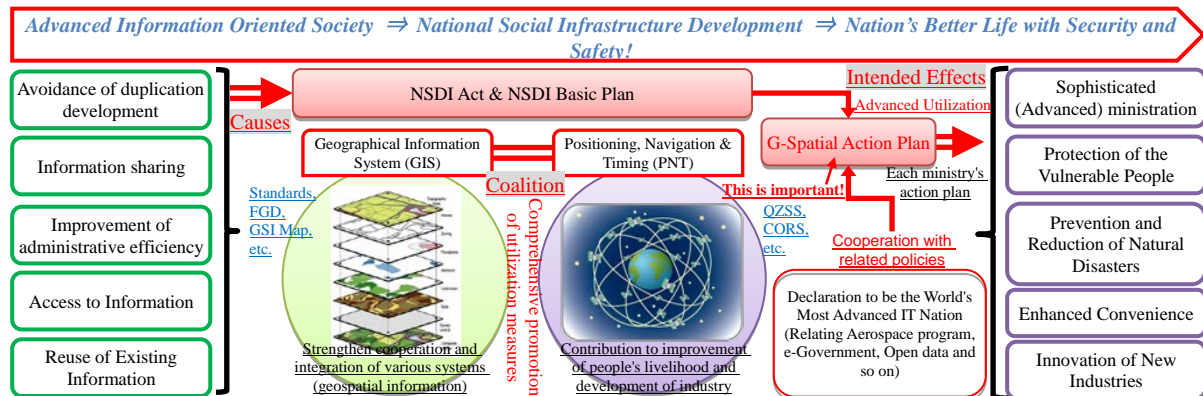 Advanced Information Oriented Society ⇒ National Social Infrastructure Development ⇒ Nation's Better Life with Security and
Safety!
Avoidance of duplication
development
Information sharing
Improvement of
administrative efficiency
Access to Information
Reuse of Existing
Information
Causes
NSDI Act & NSDI Basic Plan
Geographical Information
System (GIS)
Positioning, Navigation &
Timing (PNT)
Coalition
Standards,
FGD,
GSI Map,
etc.
Comprehensive promotion
of utilization measures
Strengthen cooperation and
integration of various systems
(geospatial information)
Contribution to improvement
of people's livelihood and
development of industry
QZSS,
CORS,
etc.
Intended Effects
Advanced Utilization
G-Spatial Action Plan
This is important!
Each ministry's
action plan
Cooperation with
related policies
Declaration to be the World's
Most Advanced IT Nation
(Relating Aerospace program,
e-Government, Open data and
so on)
Sophisticated
(Advanced) ministration
Protection of the
Vulnerable People
Prevention and
Reduction of Natural
Disasters
Enhanced Convenience
Innovation of New
Industries